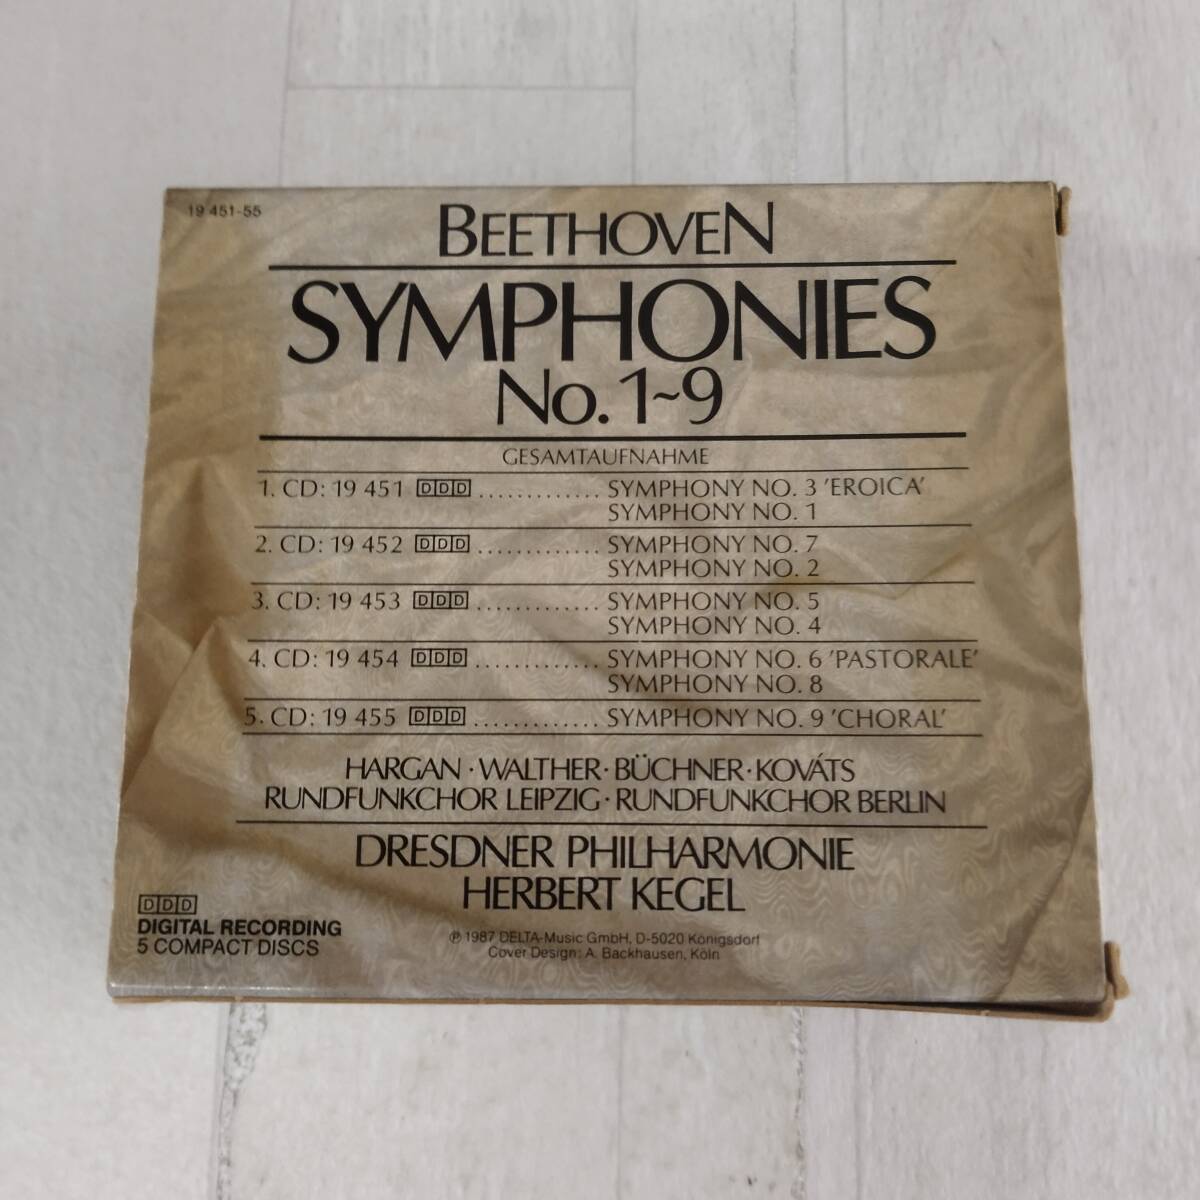 19 451-55
BEETHOVEN
SYMPHONIES
No. 1~9
GESAMTAUFNAHME
1. CD: 19 451 DDD ............. SYMPHONY NO. 3 'EROICA'
SYMPHONY NO. 1
2. CD: 19 452 DDD ............. SYMPHONY NO. 7
SYMPHONY NO. 2
3. CD: 19 453 DDD ............. SYMPHONY NO. 5
SYMPHONY NO. 4
4. CD: 19 454 DDD ............. SYMPHONY NO. 6 'PASTORALE'
SYMPHONY NO. 8
5. CD: 19 455 DDD ............. SYMPHONY NO. 9 'CHORAL'
HARGAN · WALTHER · BÜCHNER · KOVÁTS
RUNDFUNKCHOR LEIPZIG · RUNDFUNKCHOR BERLIN
DRESDNER PHILHARMONIE
HERBERT KEGEL
DDD
DIGITAL RECORDING
5 COMPACT DISCS
℗ 1987 DELTA-Music GmbH, D-5020 Königsdorf
Cover Design: A. Backhausen, Köln